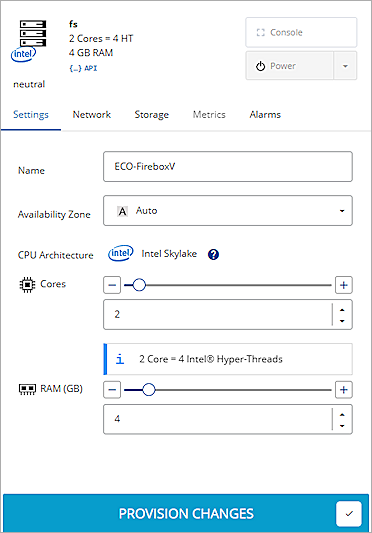 fs
2 Cores = 4 HT
4 GB RAM
{...} API
intel
neutral
Console
Power
Settings
Network
Storage
Metrics
Alarms
Name
ECO-FireboxV
Availability Zone
A Auto
CPU Architecture
intel
Intel Skylake
?
Cores
2
i 2 Core = 4 Intel® Hyper-Threads
RAM (GB)
4
PROVISION CHANGES